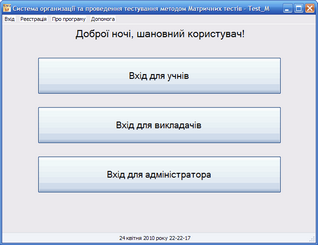 Система організації та проведення тестування методом Матричних тестів - Test_M
Вхід Реєстрація Про програму Допомога
Доброї ночі, шановний користувач!
Вхід для учнів
Вхід для викладачів
Вхід для адміністратора
24 квітня 2010 року 22-22-17